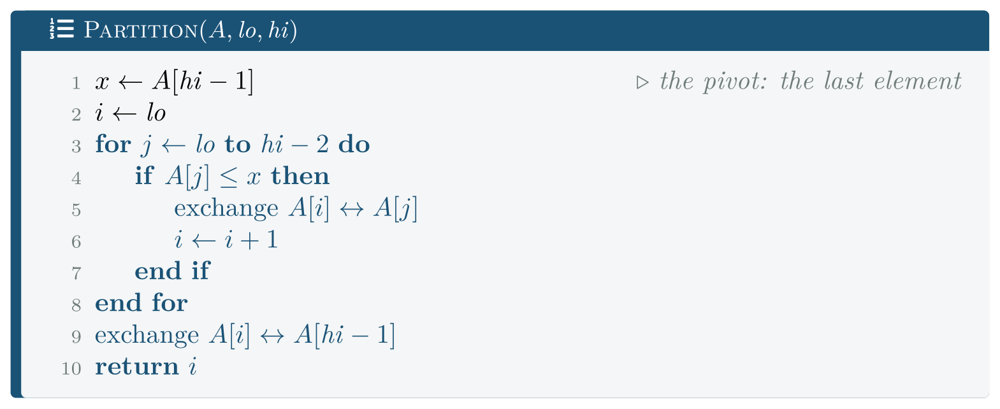 PARTITION(A, lo, hi)
1 x ← A[hi − 1] ▷ the pivot: the last element
2 i ← lo
3 for j ← lo to hi − 2 do
4 if A[j] ≤ x then
5 exchange A[i] ↔ A[j]
6 i ← i + 1
7 end if
8 end for
9 exchange A[i] ↔ A[hi − 1]
10 return i